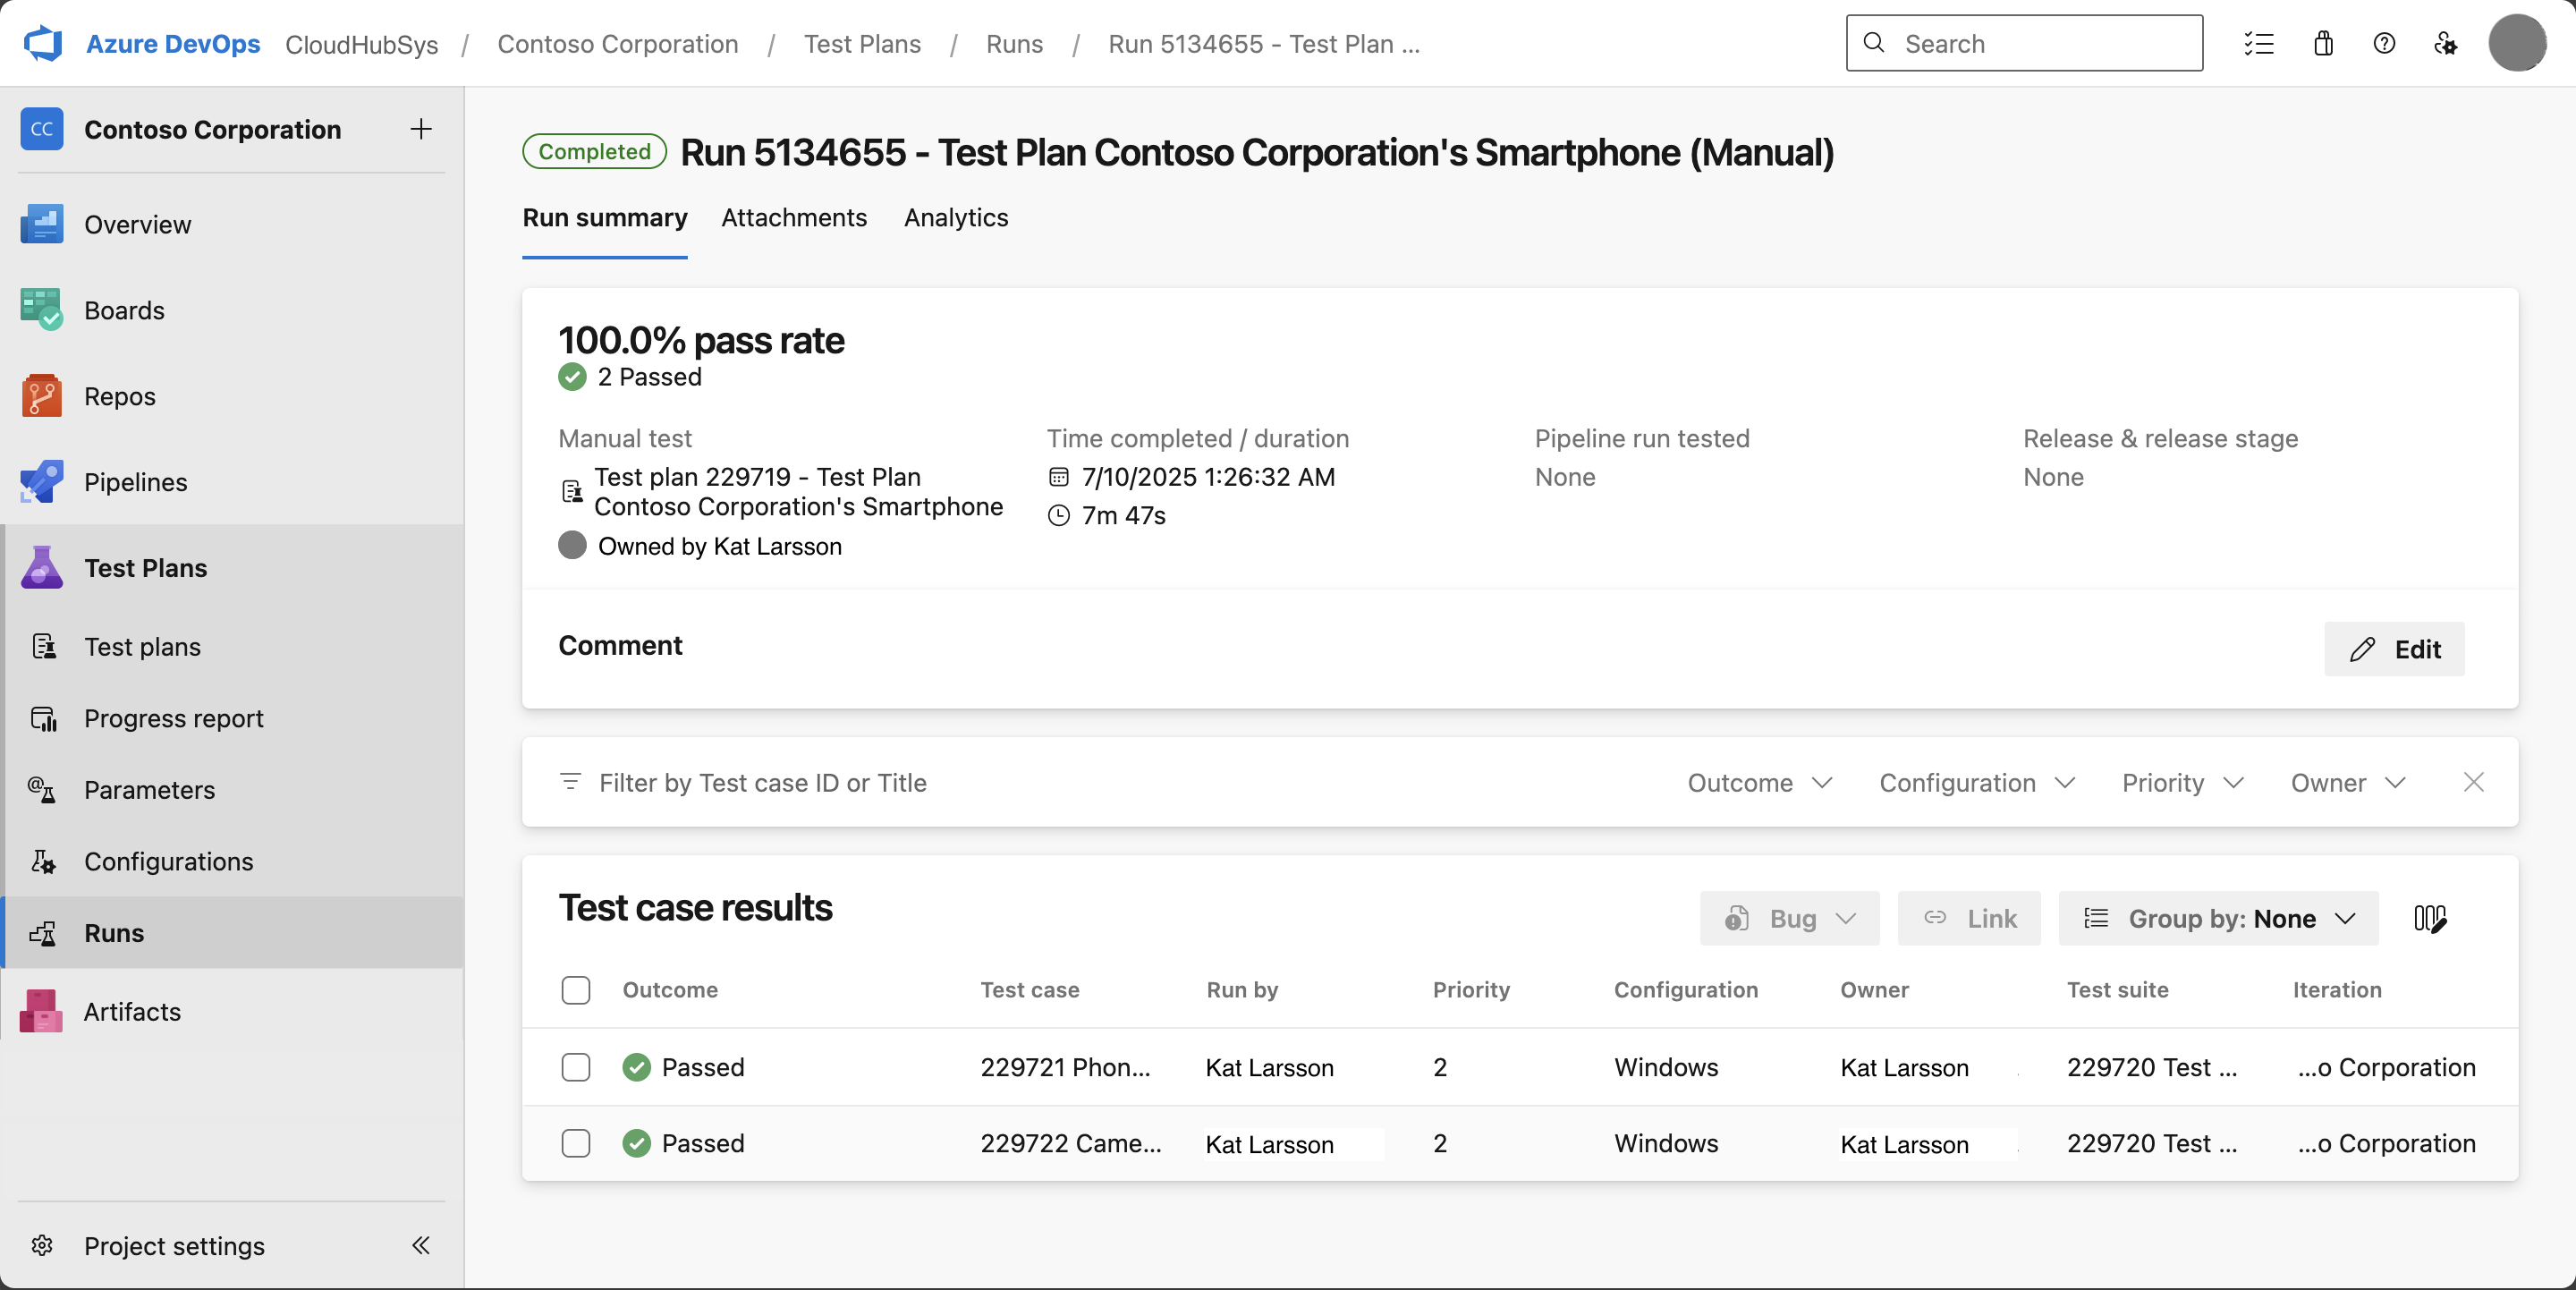 Azure DevOps CloudHubSys / Contoso Corporation / Test Plans / Runs / Run 5134655 - Test Plan ...
Search
CC Contoso Corporation
Overview
Boards
Repos
Pipelines
Test Plans
Test plans
Progress report
Parameters
Configurations
Runs
Artifacts
Project settings
Completed Run 5134655 - Test Plan Contoso Corporation's Smartphone (Manual)
Run summary Attachments Analytics
100.0% pass rate
2 Passed
Manual test
Test plan 229719 - Test Plan
Contoso Corporation's Smartphone
Owned by Kat Larsson
Time completed / duration
7/10/2025 1:26:32 AM
7m 47s
Pipeline run tested
None
Release & release stage
None
Comment
Edit
Filter by Test case ID or Title Outcome Configuration Priority Owner
Test case results
Bug Link Group by: None
Outcome Test case Run by Priority Configuration Owner Test suite Iteration
Passed 229721 Phon... Kat Larsson 2 Windows Kat Larsson 229720 Test ... ...o Corporation
Passed 229722 Came... Kat Larsson 2 Windows Kat Larsson 229720 Test ... ...o Corporation